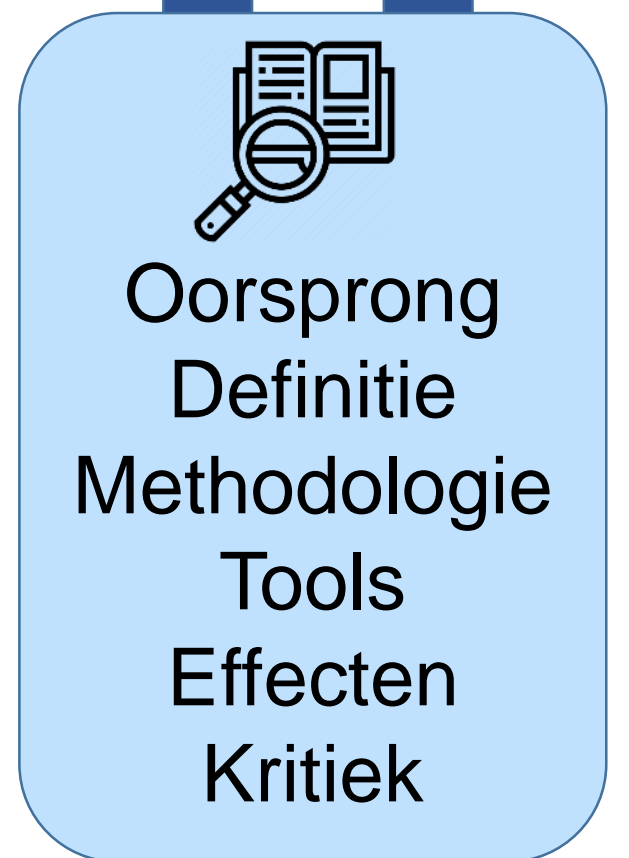 Oorsprong
Definitie
Methodologie
Tools
Effecten
Kritiek